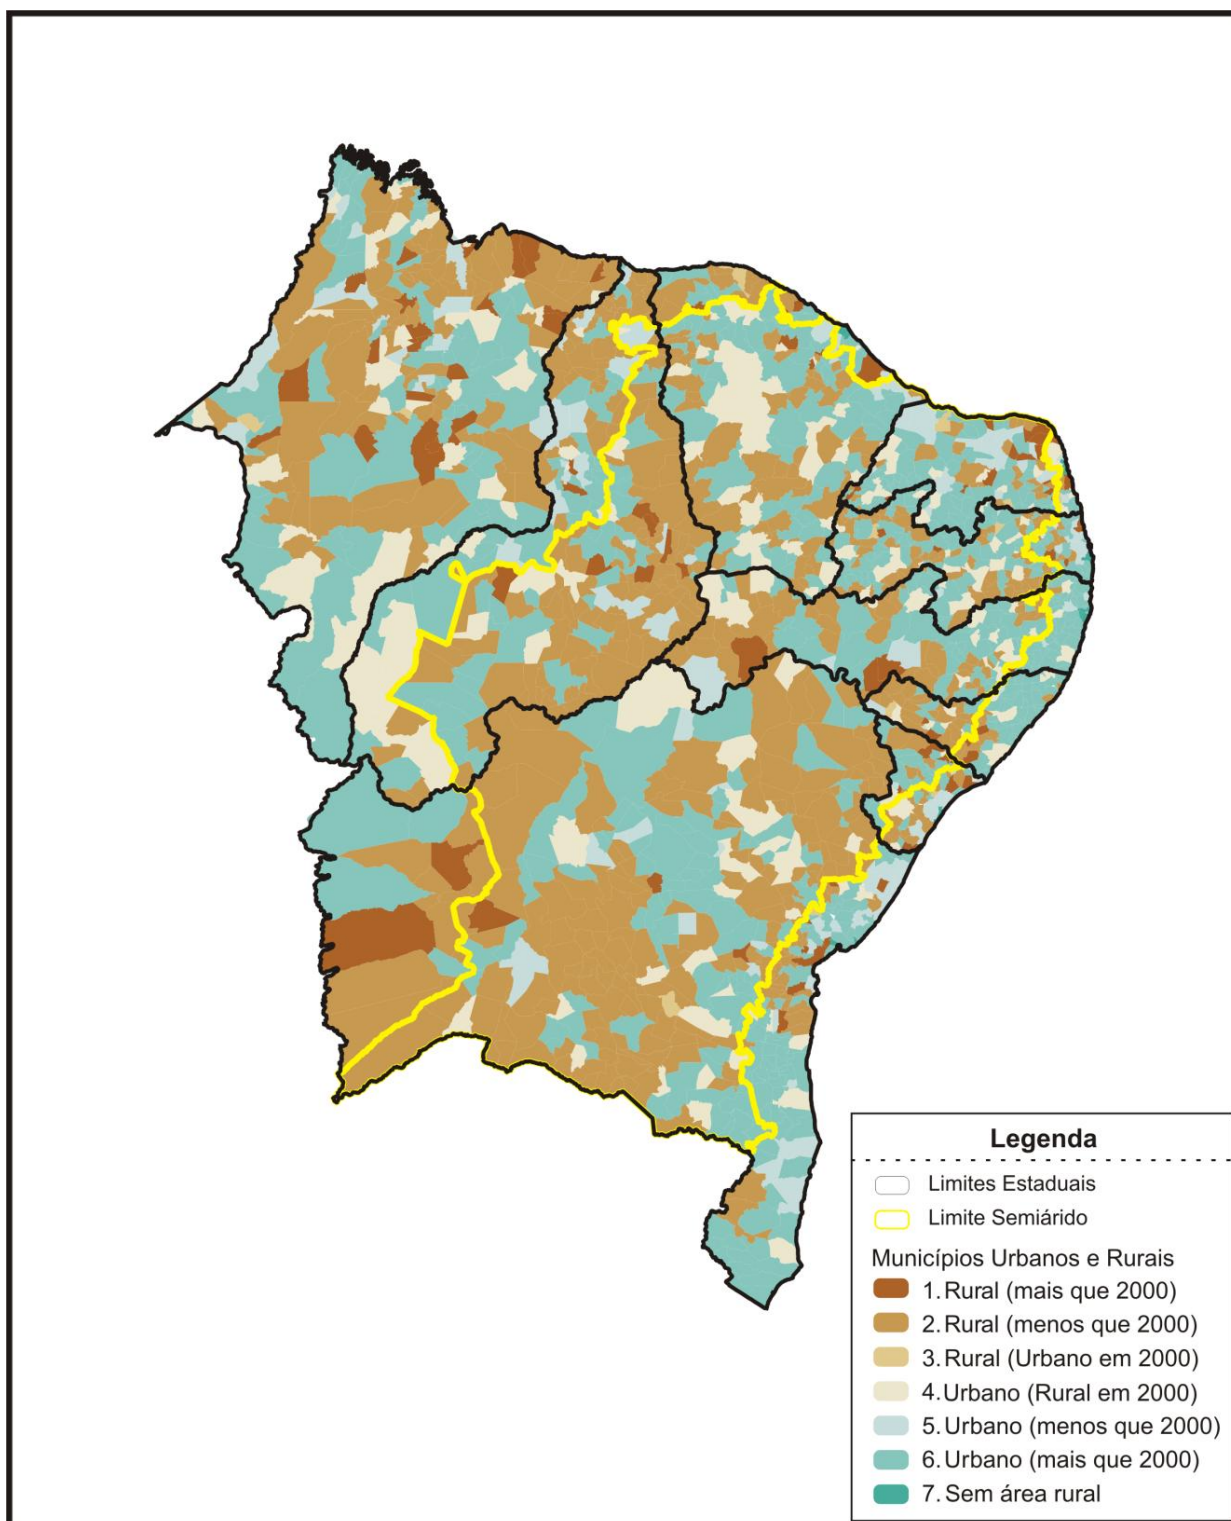 Legenda
Limites Estaduais
Limite Semiárido
Municípios Urbanos e Rurais
1. Rural (mais que 2000)
2. Rural (menos que 2000)
3. Rural (Urbano em 2000)
4. Urbano (Rural em 2000)
5. Urbano (menos que 2000)
6. Urbano (mais que 2000)
7. Sem área rural